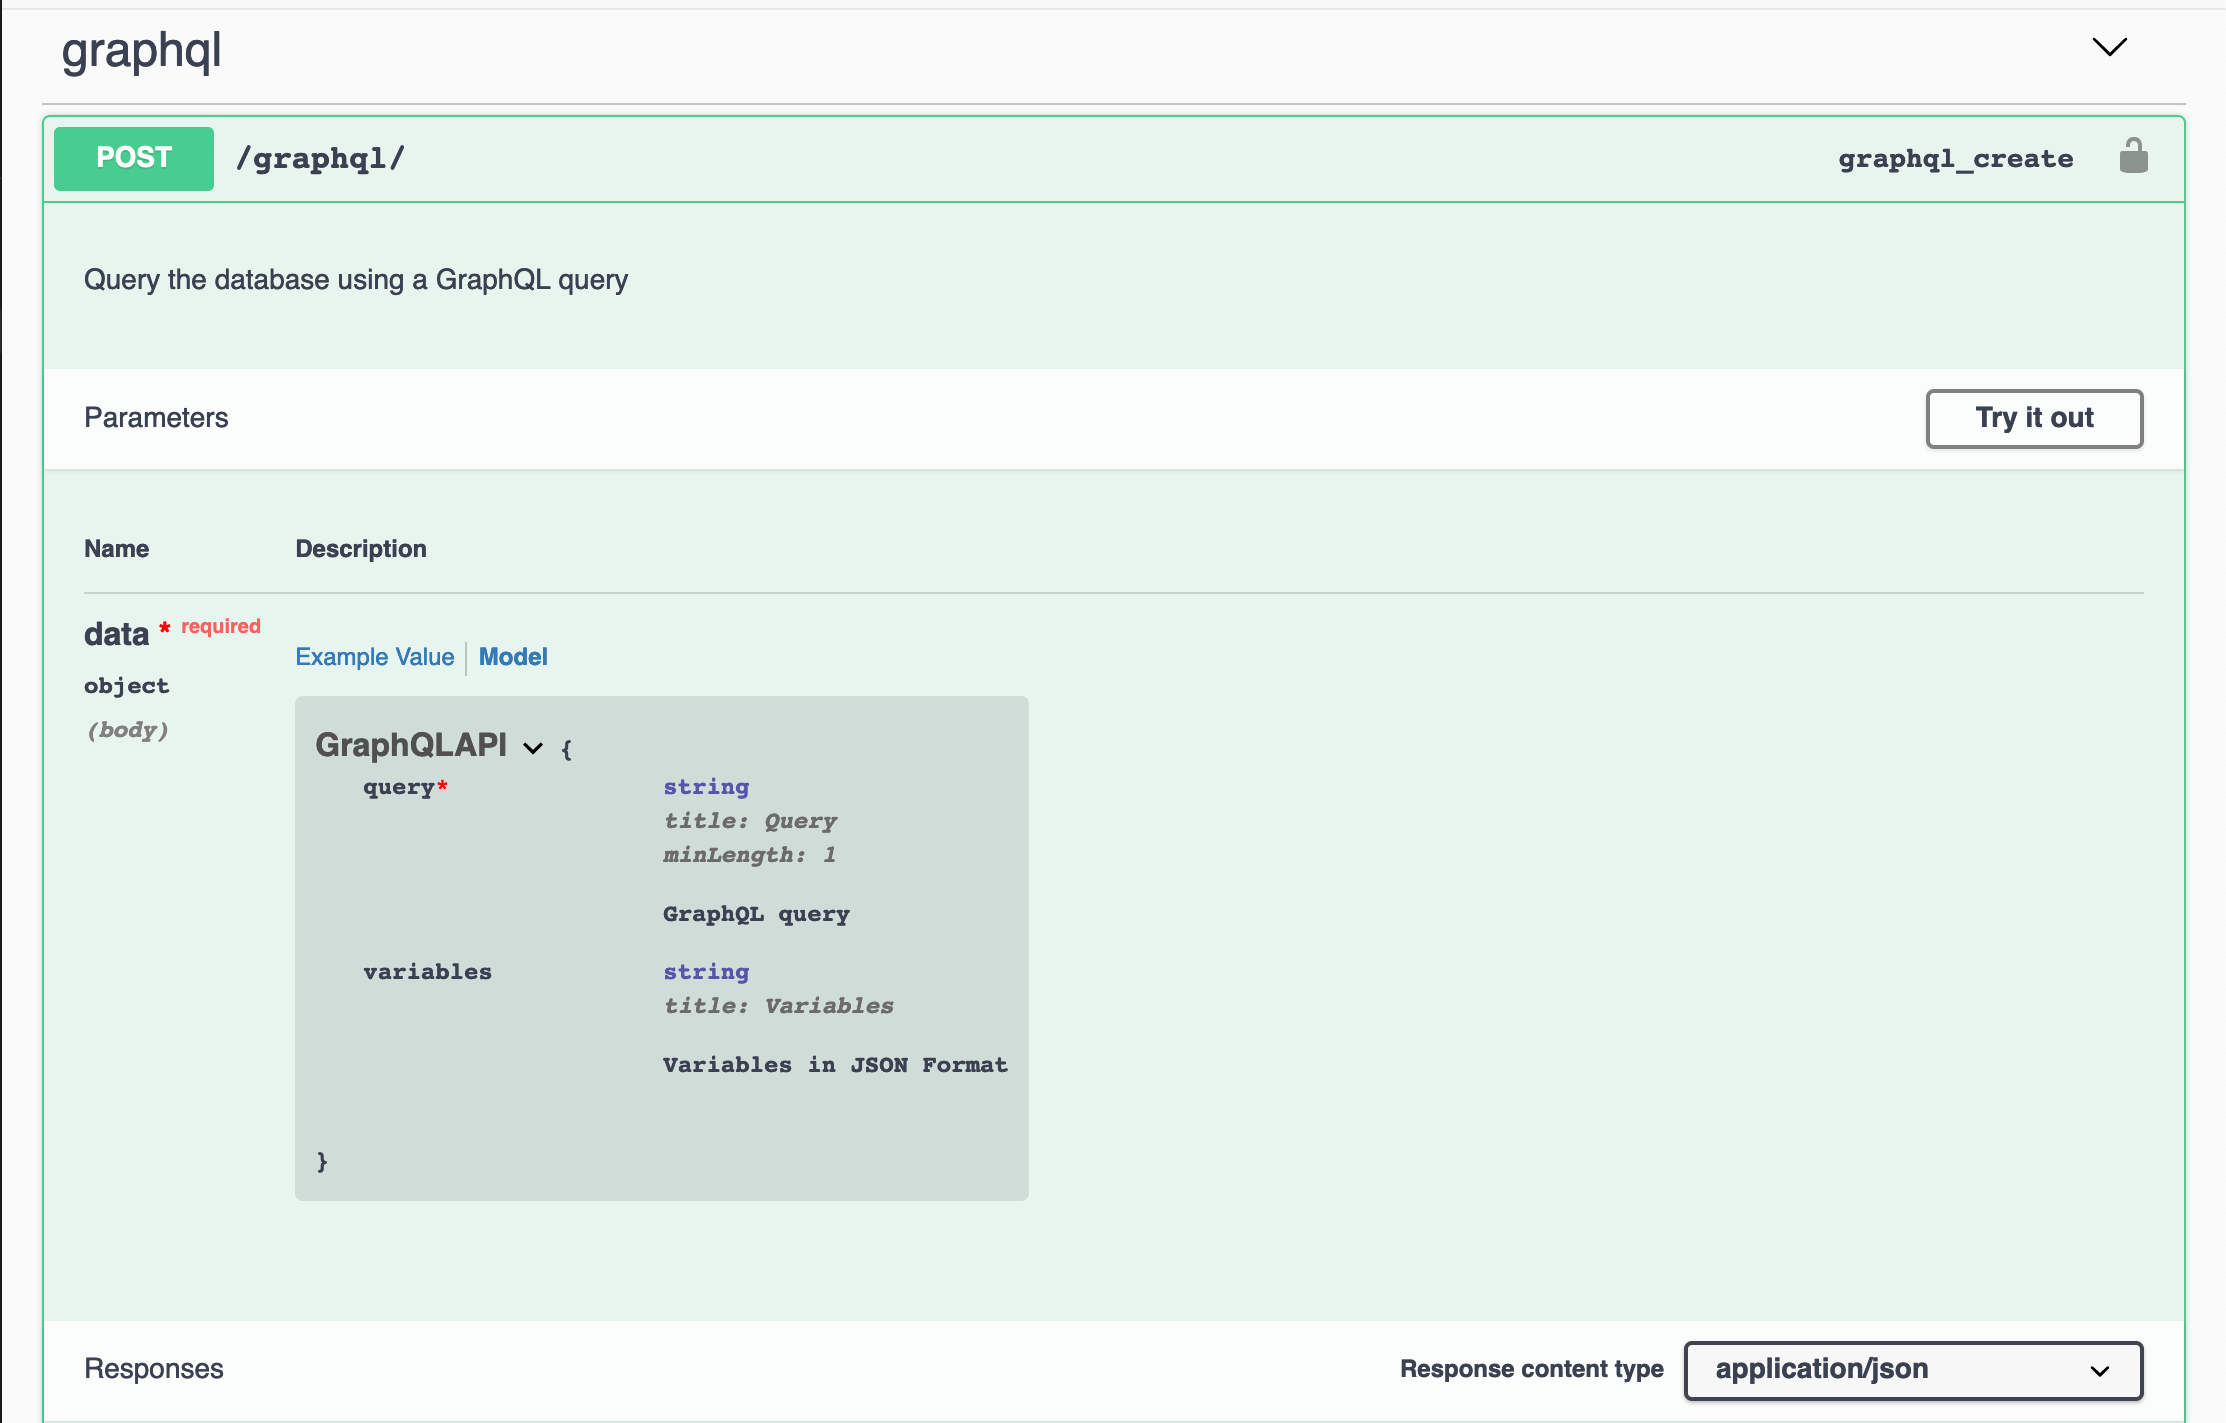 graphql
POST /graphql/ graphql_create
Query the database using a GraphQL query
Parameters Try it out
Name Description
data * required
object
(body)
Example Value Model
GraphQLAPI {
query* string
title: Query
minLength: 1
GraphQL query
variables string
title: Variables
Variables in JSON Format
}
Responses Response content type application/json